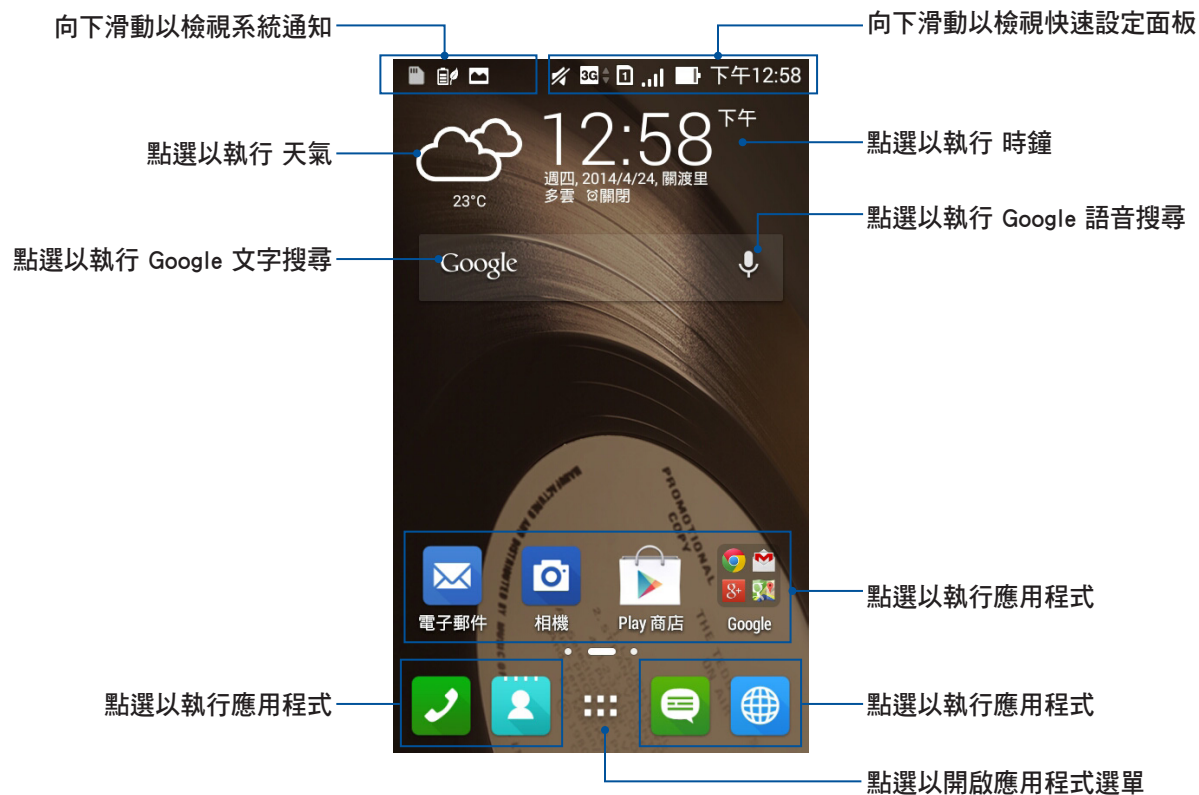 向下滑動以檢視系統通知
向下滑動以檢視快速設定面板
3G 1 下午12:58
點選以執行 天氣
12:58 下午
點選以執行 時鐘
週四, 2014/4/24, 關渡里
多雲 關閉
23°C
點選以執行 Google 語音搜尋
點選以執行 Google 文字搜尋
Google
PROMOTIONAL
COPY
點選以執行應用程式
8+
電子郵件
相機
Play 商店
Google
點選以執行應用程式
點選以執行應用程式
點選以開啟應用程式選單